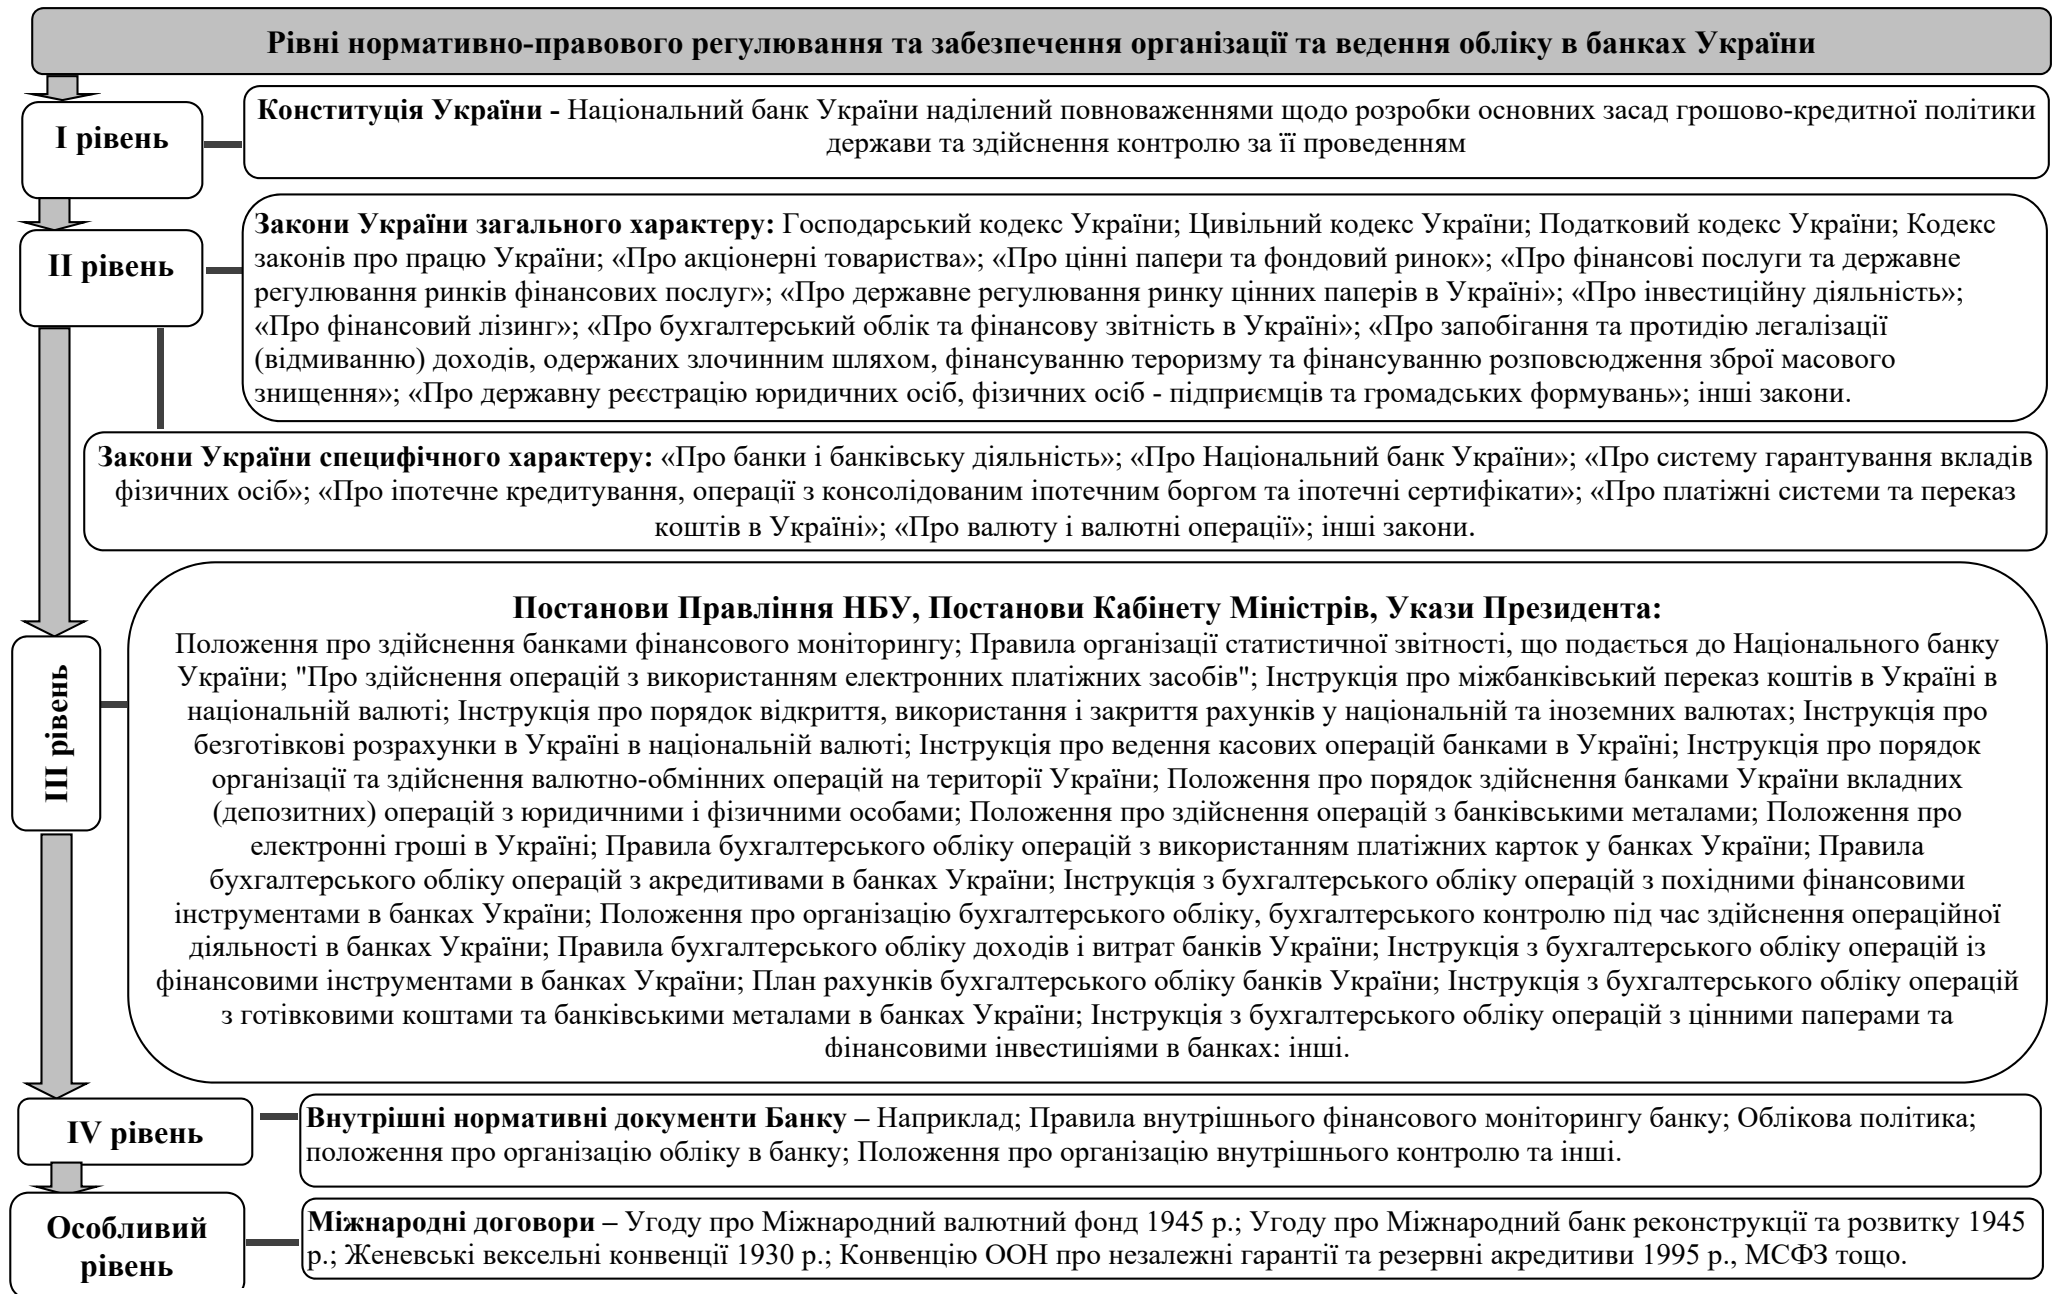 Рівні нормативно-правового регулювання та забезпечення організації та ведення обліку в банках України
І рівень
Конституція України - Національний банк України наділений повноваженнями щодо розробки основних засад грошово-кредитної політики
держави та здійснення контролю за її проведенням
ІІ рівень
Закони України загального характеру: Господарський кодекс України; Цивільний кодекс України; Податковий кодекс України; Кодекс
законів про працю України; «Про акціонерні товариства»; «Про цінні папери та фондовий ринок»; «Про фінансові послуги та державне
регулювання ринків фінансових послуг»; «Про державне регулювання ринку цінних паперів в Україні»; «Про інвестиційну діяльність»;
«Про фінансовий лізинг»; «Про бухгалтерський облік та фінансову звітність в Україні»; «Про запобігання та протидію легалізації
(відмиванню) доходів, одержаних злочинним шляхом, фінансуванню тероризму та фінансуванню розповсюдження зброї масового
знищення»; «Про державну реєстрацію юридичних осіб, фізичних осіб - підприємців та громадських формувань»; інші закони.
Закони України специфічного характеру: «Про банки і банківську діяльність»; «Про Національний банк України»; «Про систему гарантування вкладів
фізичних осіб»; «Про іпотечне кредитування, операції з консолідованим іпотечним боргом та іпотечні сертифікати»; «Про платіжні системи та переказ
коштів в Україні»; «Про валюту і валютні операції»; інші закони.
ІІІ рівень
Постанови Правління НБУ, Постанови Кабінету Міністрів, Укази Президента:
Положення про здійснення банками фінансового моніторингу; Правила організації статистичної звітності, що подається до Національного банку
України; "Про здійснення операцій з використанням електронних платіжних засобів"; Інструкція про міжбанківський переказ коштів в Україні в
національній валюті; Інструкція про порядок відкриття, використання і закриття рахунків у національній та іноземних валютах; Інструкція про
безготівкові розрахунки в Україні в національній валюті; Інструкція про ведення касових операцій банками в Україні; Інструкція про порядок
організації та здійснення валютно-обмінних операцій на території України; Положення про порядок здійснення банками України вкладних
(депозитних) операцій з юридичними і фізичними особами; Положення про здійснення операцій з банківськими металами; Положення про
електронні гроші в Україні; Правила бухгалтерського обліку операцій з використанням платіжних карток у банках України; Правила
бухгалтерського обліку операцій з акредитивами в банках України; Інструкція з бухгалтерського обліку операцій з похідними фінансовими
інструментами в банках України; Положення про організацію бухгалтерського обліку, бухгалтерського контролю під час здійснення операційної
діяльності в банках України; Правила бухгалтерського обліку доходів і витрат банків України; Інструкція з бухгалтерського обліку операцій із
фінансовими інструментами в банках України; План рахунків бухгалтерського обліку банків України; Інструкція з бухгалтерського обліку операцій
з готівковими коштами та банківськими металами в банках України; Інструкція з бухгалтерського обліку операцій з цінними паперами та
фінансовими інвестиціями в банках; інші.
IV рівень
Внутрішні нормативні документи Банку – Наприклад; Правила внутрішнього фінансового моніторингу банку; Облікова політика;
положення про організацію обліку в банку; Положення про організацію внутрішнього контролю та інші.
Особливий
рівень
Міжнародні договори – Угоду про Міжнародний валютний фонд 1945 р.; Угоду про Міжнародний банк реконструкції та розвитку 1945
р.; Женевські вексельні конвенції 1930 р.; Конвенцію ООН про незалежні гарантії та резервні акредитиви 1995 р., МСФЗ тощо.